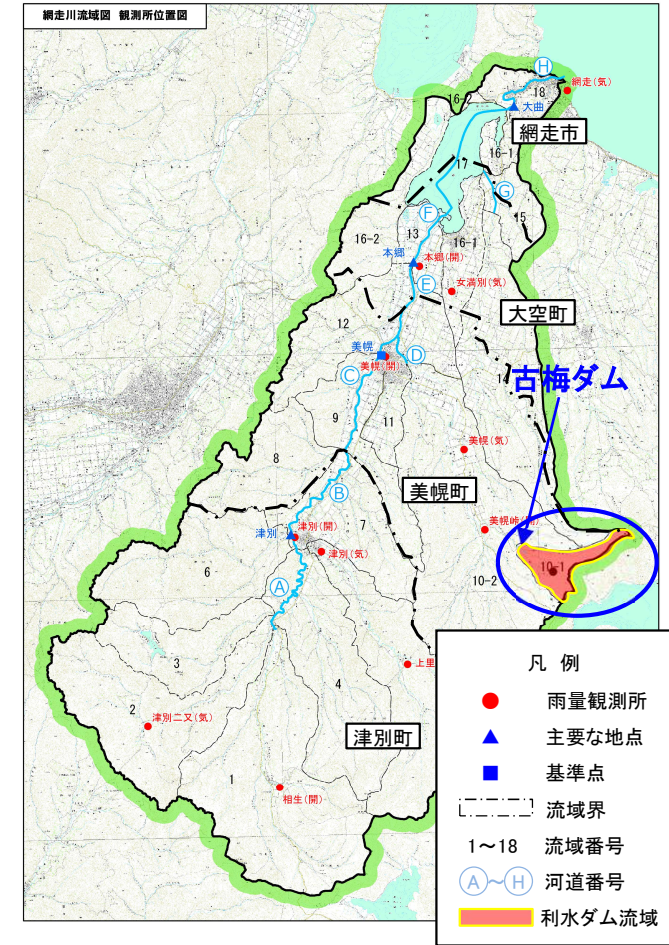 網走川流域図 観測所位置図
H
18
網走(気)
16-
大曲
網走市
16-1
17
G
15
F
16-2
13
16-1
本郷
本郷(開)
E
女満別(気)
大空町
12
美幌
D
美幌(開)
C
古梅ダム
9
11
美幌(気)
8
美幌町
B
7
津別
津別(開)
津別(気)
10-1
10-2
6
A
3
4
上里
2
津別二又(気)
津別町
1
相生(開)
凡 例
雨量観測所
主要な地点
基準点
流域界
1～18 流域番号
A～H 河道番号
利水ダム流域